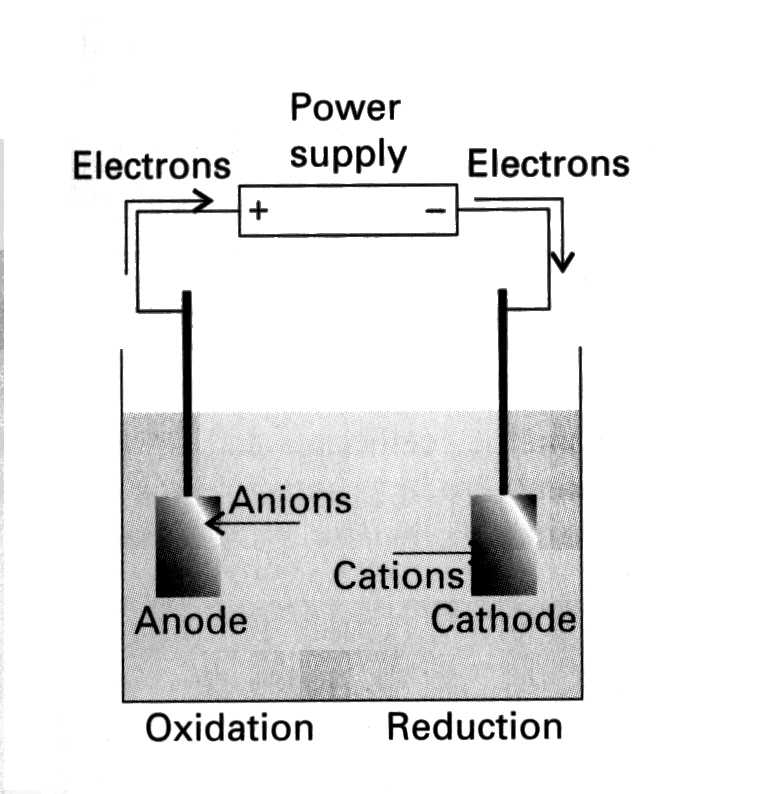 Power
supply
Electrons
Electrons
+
−
Anions
Cations
Anode
Cathode
Oxidation
Reduction